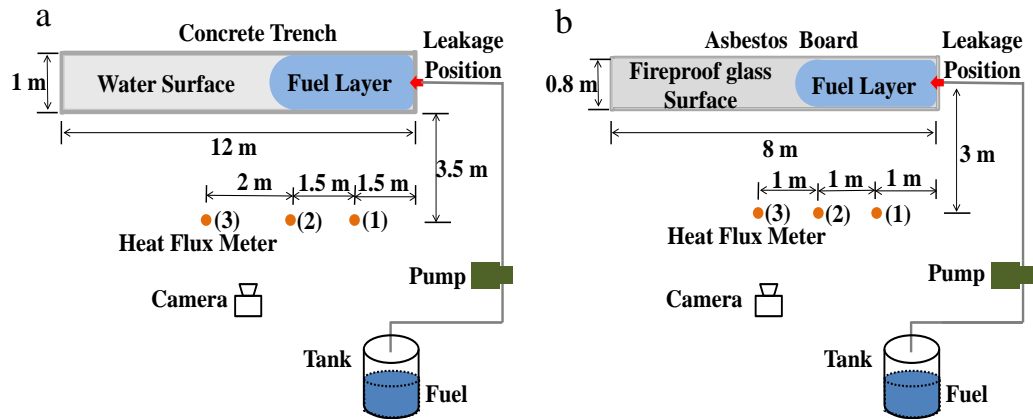 a
Concrete Trench
Leakage
Position
1 m
Water Surface
Fuel Layer
12 m
3.5 m
2 m
1.5 m
1.5 m
(3)
(2)
(1)
Heat Flux Meter
Pump
Camera
Tank
Fuel
b
Asbestos Board
Leakage
Position
0.8 m
Fireproof glass
Surface
Fuel Layer
8 m
3 m
1 m
1 m
1 m
(3)
(2)
(1)
Heat Flux Meter
Pump
Camera
Tank
Fuel